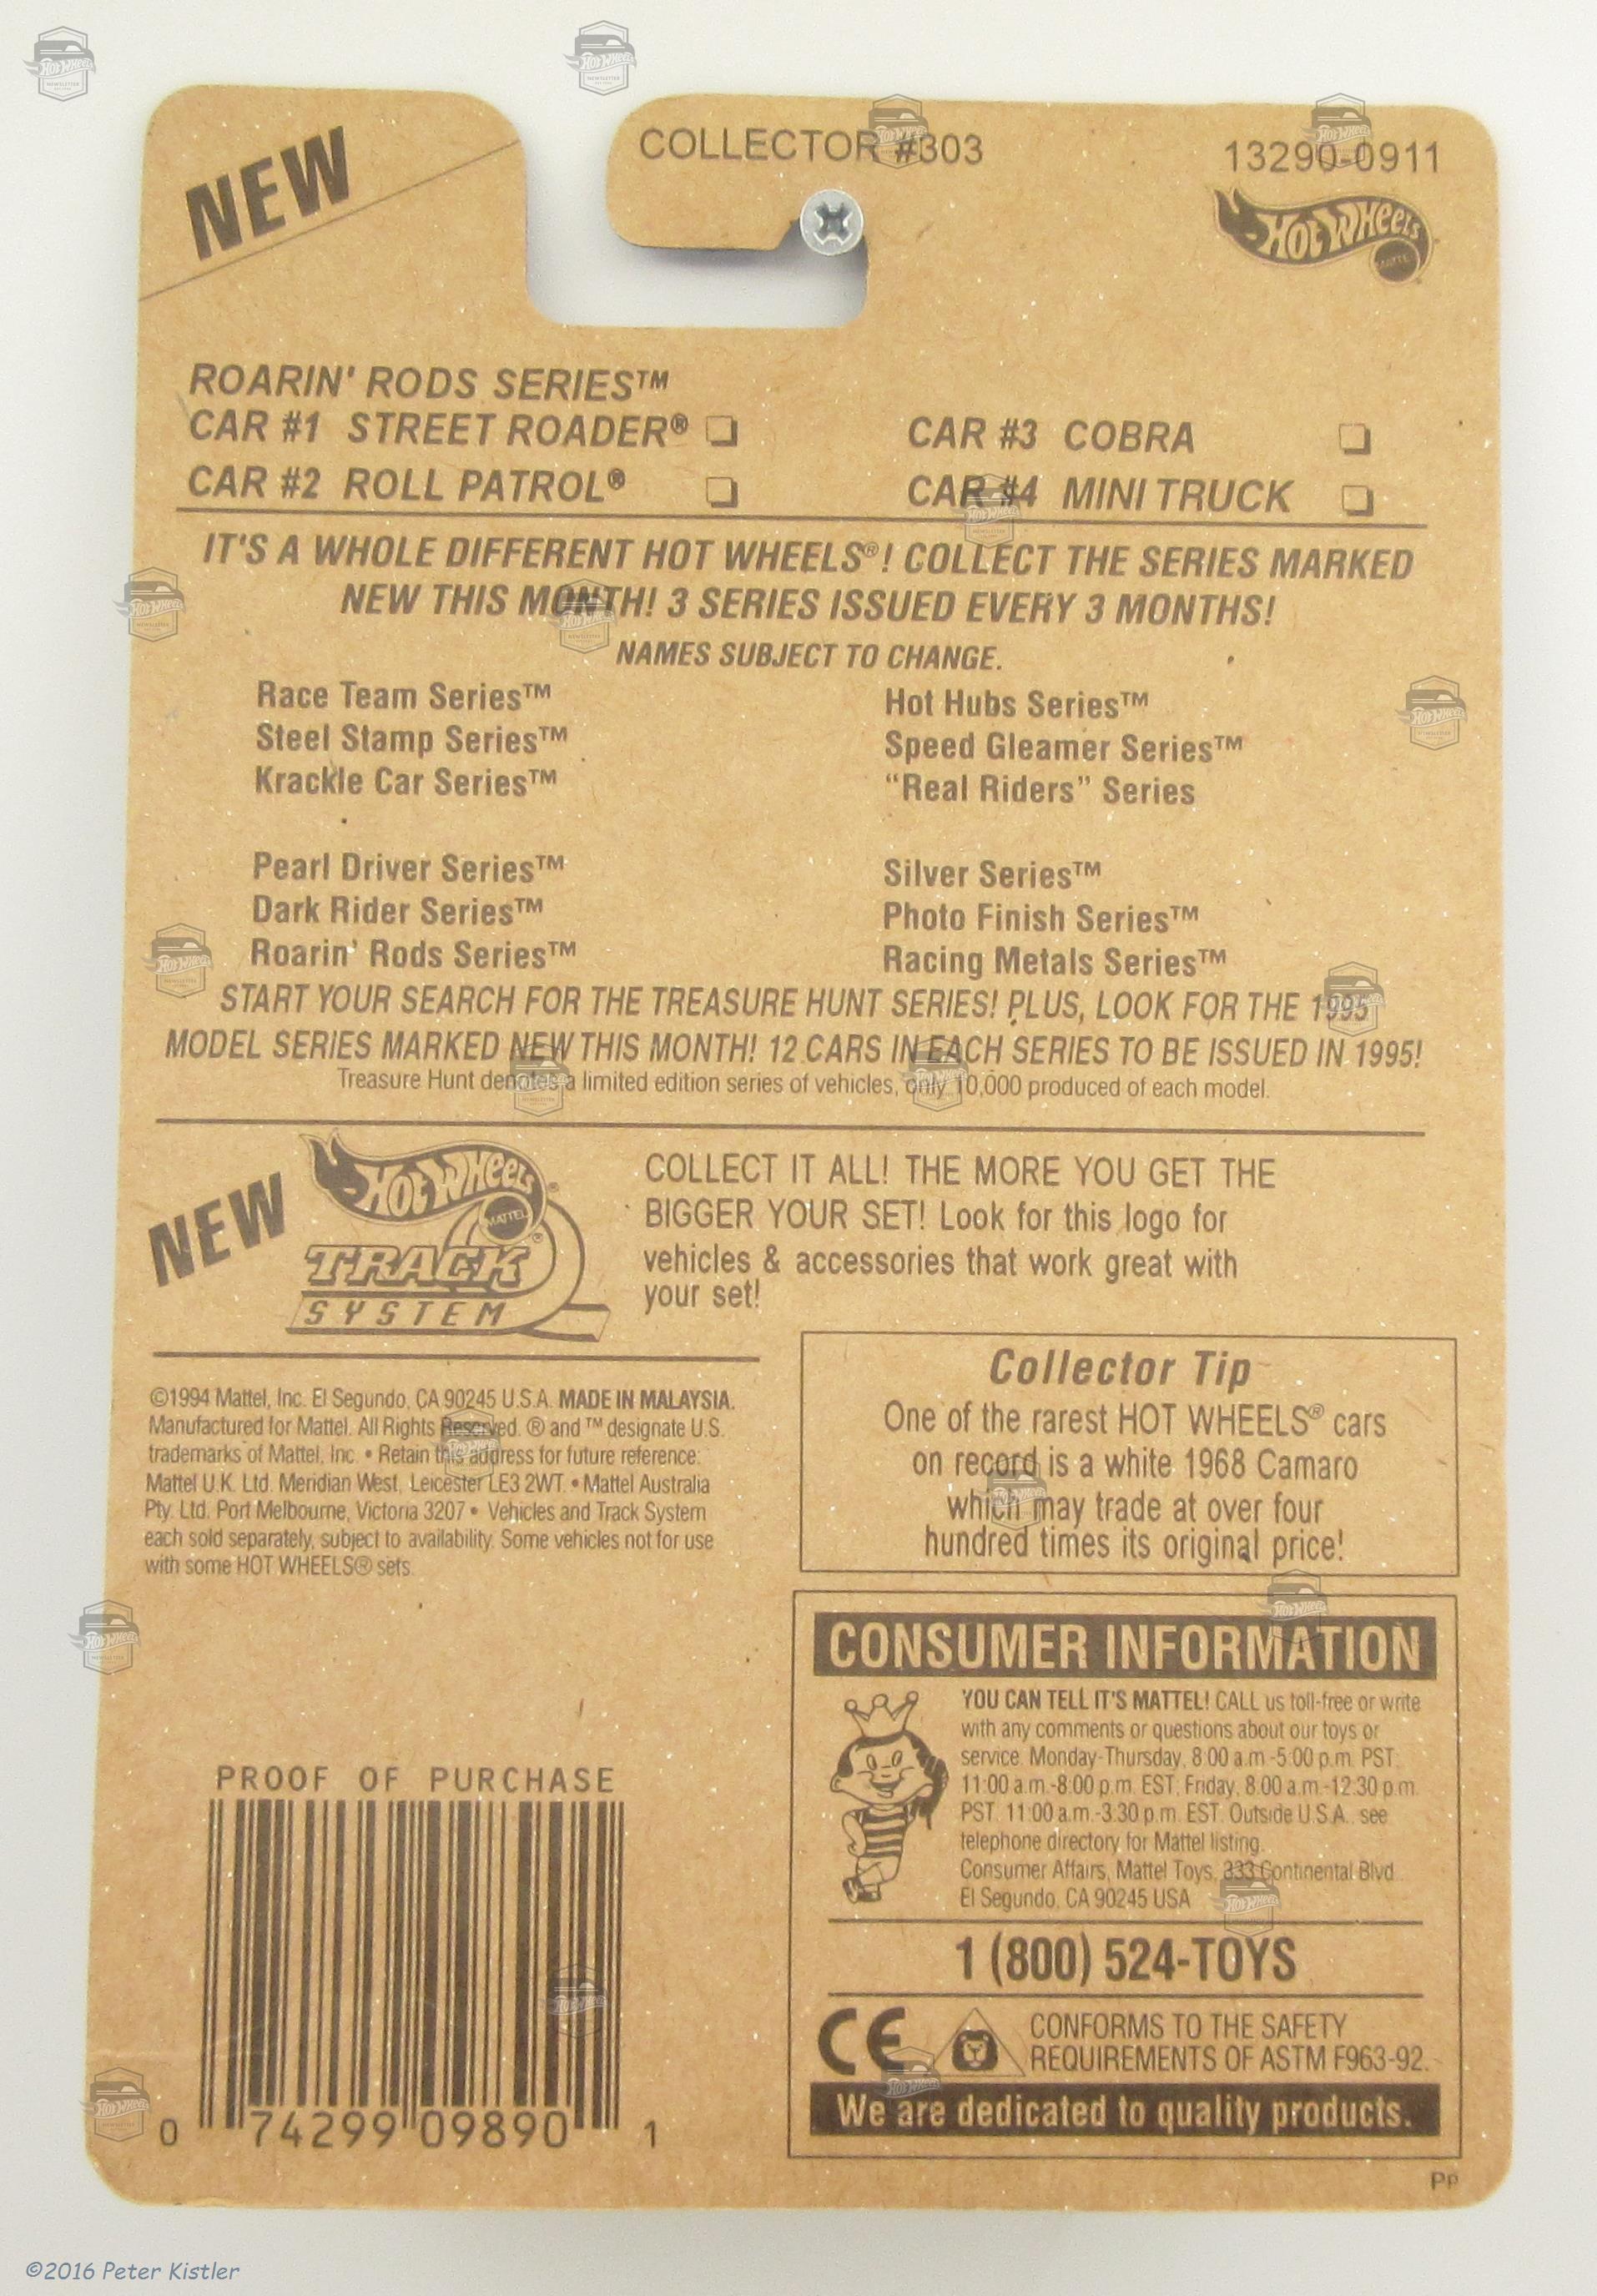 NEW
COLLECTOR #303
13290-0911
HOT WHEELS
MATTEL
ROARIN' RODS SERIES™
CAR #1 STREET ROADER® ❏
CAR #3 COBRA ❏
CAR #2 ROLL PATROL® ❏
CAR #4 MINI TRUCK ❏
IT'S A WHOLE DIFFERENT HOT WHEELS®! COLLECT THE SERIES MARKED
NEW THIS MONTH! 3 SERIES ISSUED EVERY 3 MONTHS!
NAMES SUBJECT TO CHANGE.
Race Team Series™
Steel Stamp Series™
Krackle Car Series™
Hot Hubs Series™
Speed Gleamer Series™
“Real Riders” Series
Pearl Driver Series™
Dark Rider Series™
Roarin' Rods Series™
Silver Series™
Photo Finish Series™
Racing Metals Series™
START YOUR SEARCH FOR THE TREASURE HUNT SERIES! PLUS, LOOK FOR THE 1995
MODEL SERIES MARKED NEW THIS MONTH! 12 CARS IN EACH SERIES TO BE ISSUED IN 1995!
Treasure Hunt denotes a limited edition series of vehicles, only 10,000 produced of each model.
NEW
HOT WHEELS®
MATTEL
TRACK®
SYSTEM
COLLECT IT ALL! THE MORE YOU GET THE
BIGGER YOUR SET! Look for this logo for
vehicles & accessories that work great with
your set!
©1994 Mattel, Inc. El Segundo, CA 90245 U.S.A. MADE IN MALAYSIA.
Manufactured for Mattel. All Rights Reserved. ® and ™ designate U.S.
trademarks of Mattel, Inc. • Retain this address for future reference:
Mattel U.K. Ltd. Meridian West, Leicester LE3 2WT. • Mattel Australia
Pty. Ltd. Port Melbourne, Victoria 3207 • Vehicles and Track System
each sold separately, subject to availability. Some vehicles not for use
with some HOT WHEELS® sets.
Collector Tip
One of the rarest HOT WHEELS® cars
on record is a white 1968 Camaro
which may trade at over four
hundred times its original price!
CONSUMER INFORMATION
YOU CAN TELL IT'S MATTEL! CALL us toll-free or write
with any comments or questions about our toys or
service. Monday-Thursday, 8:00 a.m.-5:00 p.m. PST.
11:00 a.m.-8:00 p.m. EST; Friday, 8:00 a.m.-12:30 p.m.
PST. 11:00 a.m.-3:30 p.m. EST. Outside U.S.A., see
telephone directory for Mattel listing.
Consumer Affairs, Mattel Toys, 333 Continental Blvd.
El Segundo, CA 90245 USA
1 (800) 524-TOYS
CE
CONFORMS TO THE SAFETY
REQUIREMENTS OF ASTM F963-92.
We are dedicated to quality products.
PROOF OF PURCHASE
0 74299 09890 1
PP
©2016 Peter Kistler